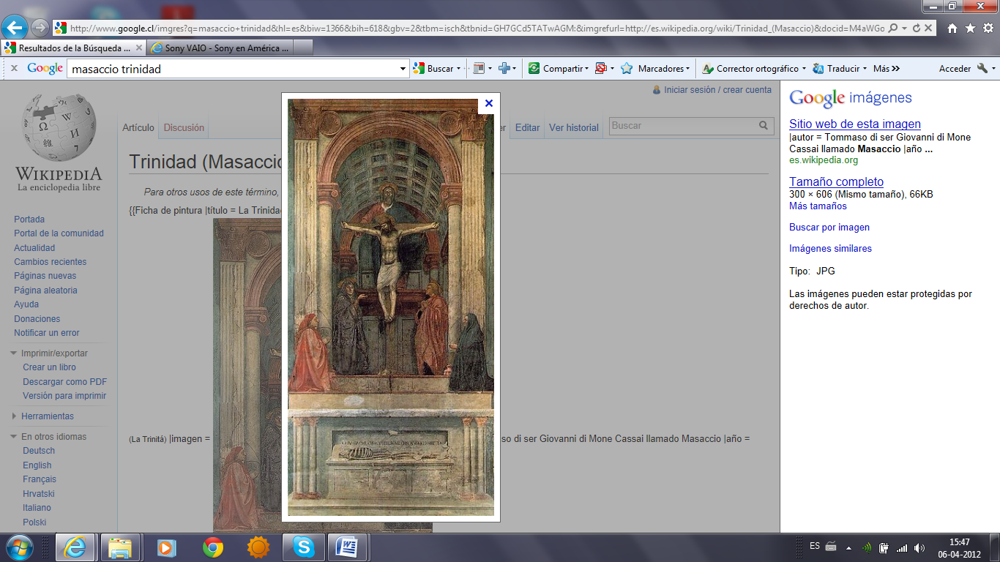 http://www.google.cl/imgres?q=masaccio+trinidad&hl=es&biw=1366&bih=618&gbv=2&tbm=isch&tbnid=GH7GCd5TATwAGM:&imgrefurl=http://es.wikipedia.org/wiki/Trinidad_(Masaccio)&docid=M4aWGo
Resultados de la Búsqueda ...
Sony VAIO - Sony en América ...
Google
masaccio trinidad
Buscar
Compartir
Marcadores
Corrector ortográfico
Traducir
Más
Acceder
Iniciar sesión / crear cuenta
Artículo
Discusión
er
Editar
Ver historial
Buscar
WIKIPEDIA
La enciclopedia libre
Trinidad (Masaccio
Para otros usos de este término,
{{Ficha de pintura |título = La Trinidad
(La Trinitá) |imagen =
so di ser Giovanni di Mone Cassai llamado Masaccio |año =
Portada
Portal de la comunidad
Actualidad
Cambios recientes
Páginas nuevas
Página aleatoria
Ayuda
Donaciones
Notificar un error
Imprimir/exportar
Crear un libro
Descargar como PDF
Versión para imprimir
Herramientas
En otros idiomas
Deutsch
English
Français
Hrvatski
Italiano
Polski
Google imágenes
Sitio web de esta imagen
|autor = Tommaso di ser Giovanni di Mone
Cassai llamado Masaccio |año ...
es.wikipedia.org
Tamaño completo
300 × 606 (Mismo tamaño), 66KB
Más tamaños
Buscar por imagen
Imágenes similares
Tipo: JPG
Las imágenes pueden estar protegidas por
derechos de autor.
ES
15:47
06-04-2012